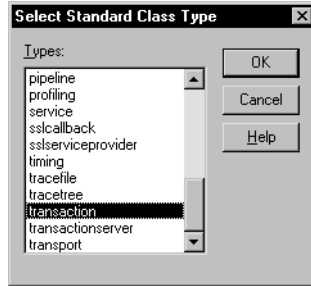 Select Standard Class Type
Types:
pipeline
profiling
service
sslcallback
sslserviceprovider
timing
tracefile
tracetree
transaction
transactionserver
transport
OK
Cancel
Help